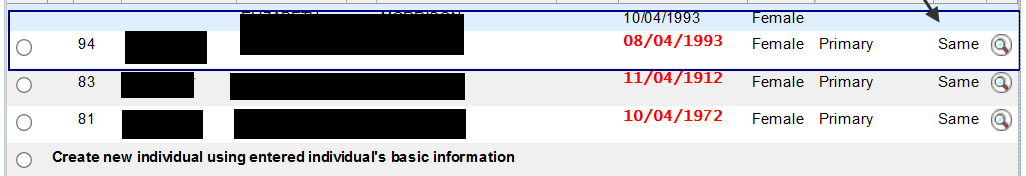 10/04/1993 Female
94 08/04/1993 Female Primary Same
83 11/04/1912 Female Primary Same
81 10/04/1972 Female Primary Same
Create new individual using entered individual's basic information